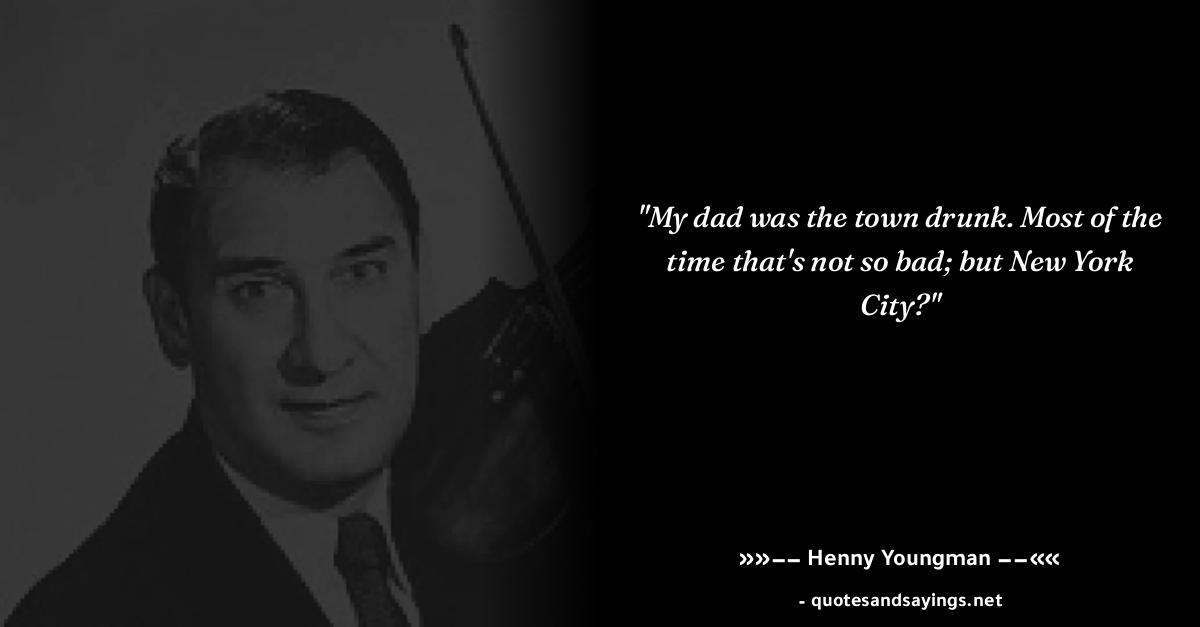 "My dad was the town drunk. Most of the
time that's not so bad; but New York
City?"
»»–– Henny Youngman ––««
- quotesandsayings.net